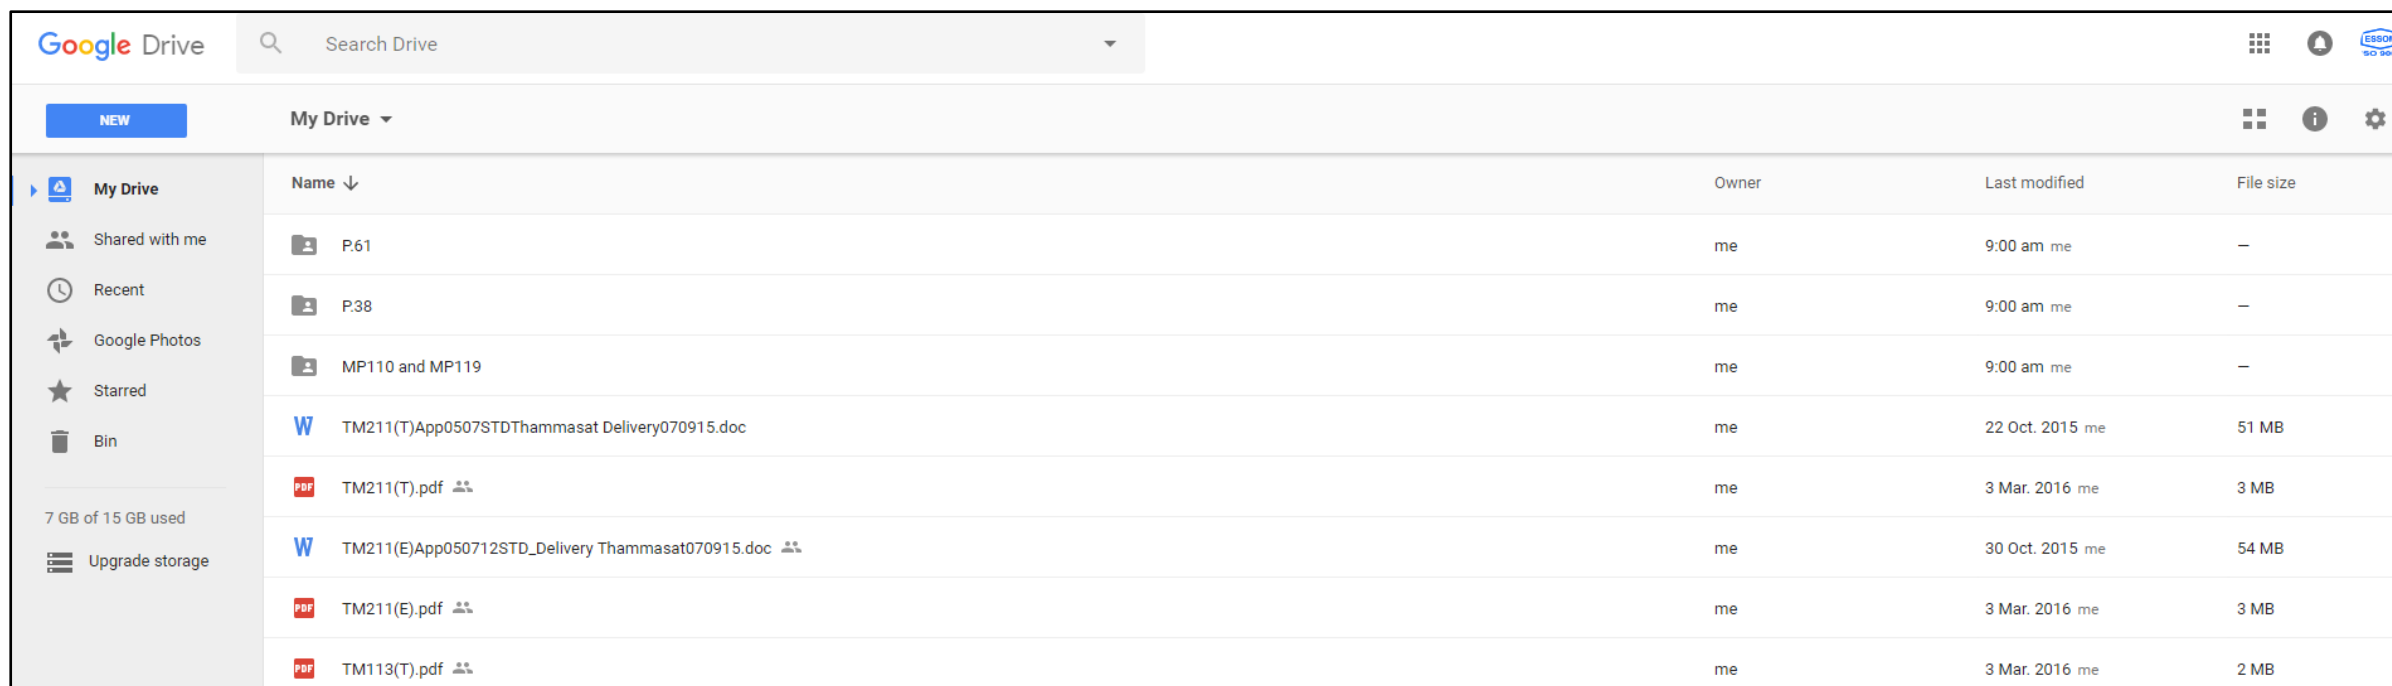 Google Drive Search Drive
NEW My Drive
My Drive
Name Owner Last modified File size
Shared with me
P.61 me 9:00 am me –
Recent
P.38 me 9:00 am me –
Google Photos
MP110 and MP119 me 9:00 am me –
Starred
W TM211(T)App0507STDThammasat Delivery070915.doc me 22 Oct. 2015 me 51 MB
Bin
PDF TM211(T).pdf me 3 Mar. 2016 me 3 MB
7 GB of 15 GB used
W TM211(E)App050712STD_Delivery Thammasat070915.doc me 30 Oct. 2015 me 54 MB
Upgrade storage
PDF TM211(E).pdf me 3 Mar. 2016 me 3 MB
PDF TM113(T).pdf me 3 Mar. 2016 me 2 MB